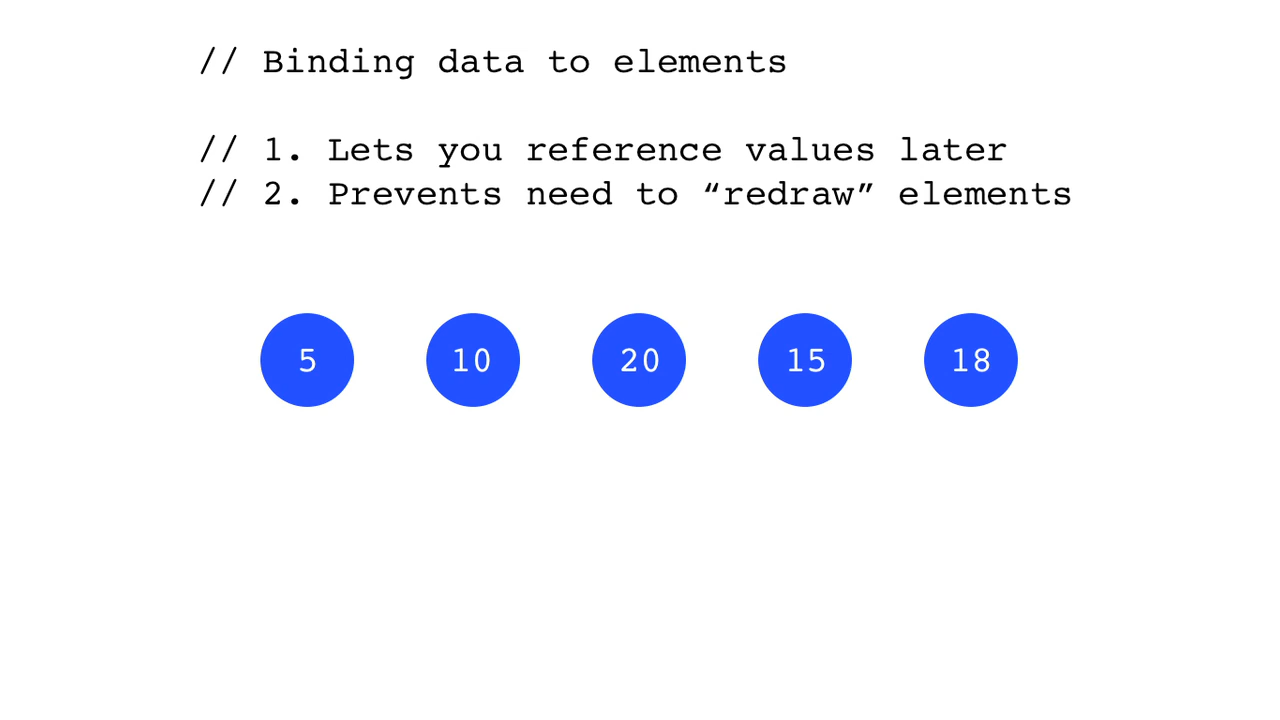 // Binding data to elements
// 1. Lets you reference values later
// 2. Prevents need to “redraw” elements
5 10 20 15 18